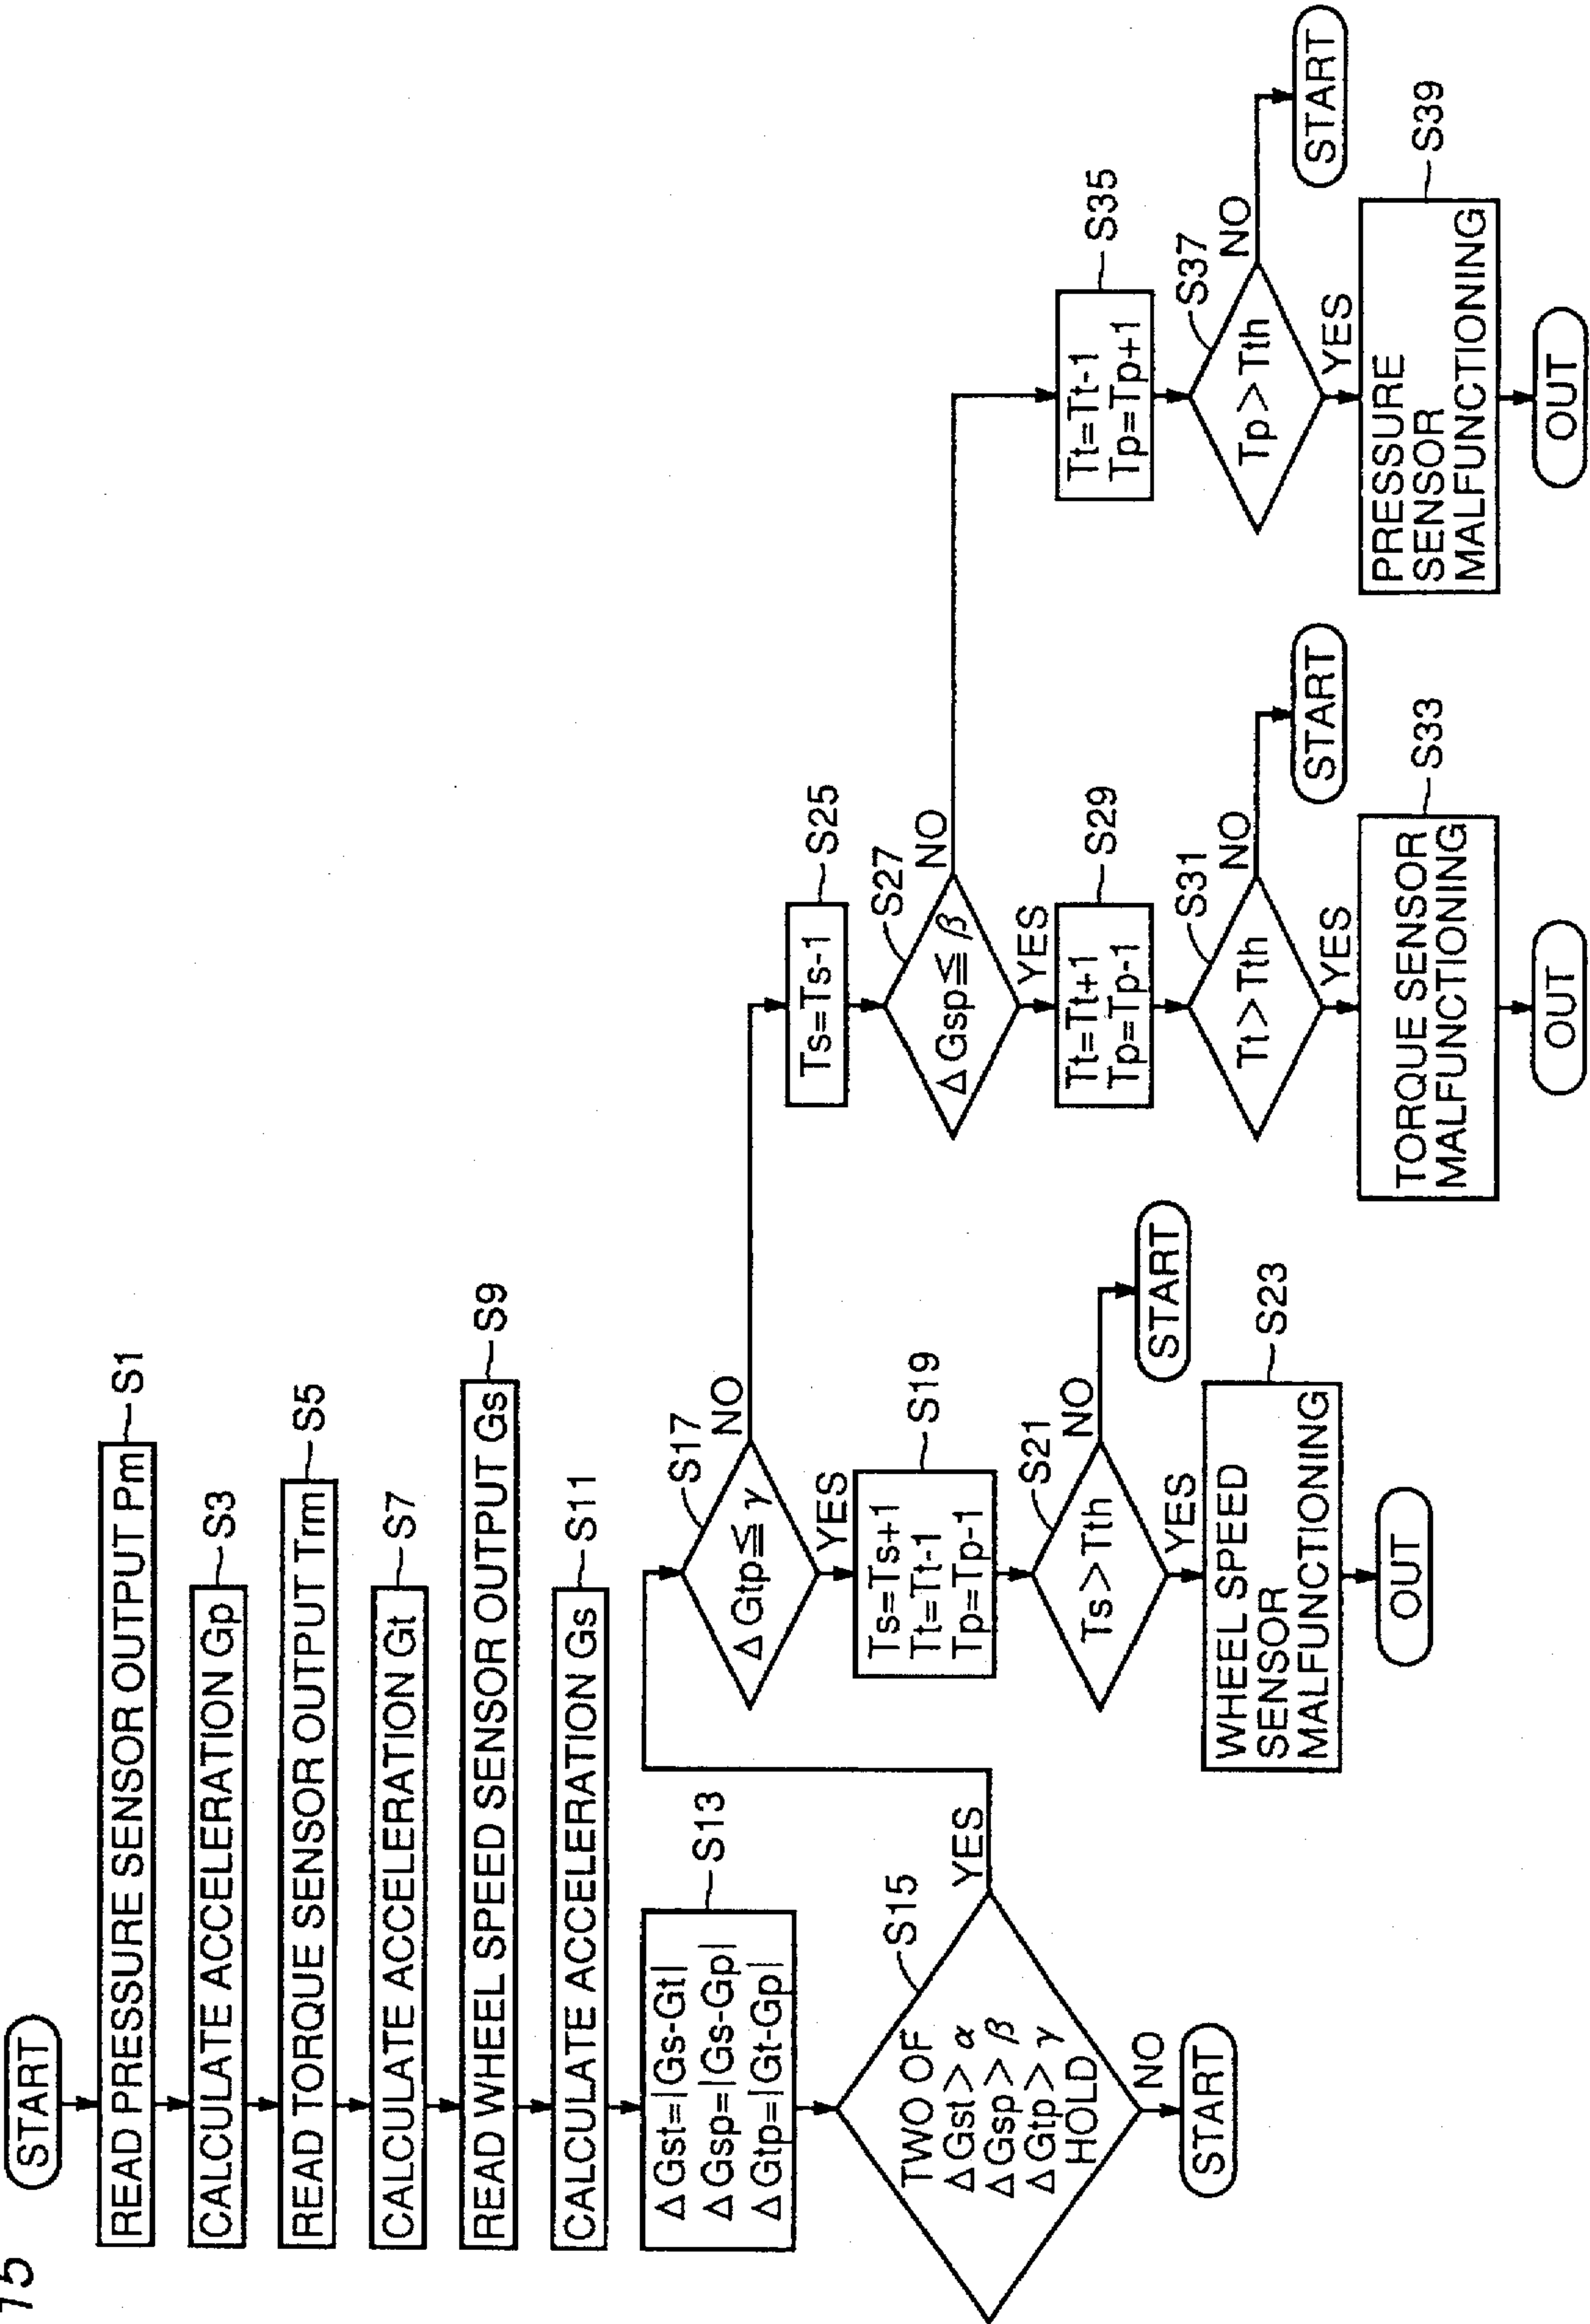 15
START
READ PRESSURE SENSOR OUTPUT Pm
S1
CALCULATE ACCELERATION Gp
S3
READ TORQUE SENSOR OUTPUT Trm
S5
CALCULATE ACCELERATION Gt
S7
READ WHEEL SPEED SENSOR OUTPUT Gs
S9
CALCULATE ACCELERATION Gs
S11
ΔGst=|Gs-Gt|
ΔGsp=|Gs-Gp|
ΔGtp=|Gt-Gp|
S13
S15
TWO OF
ΔGst>α
ΔGsp>β
ΔGtp>γ
HOLD
YES
NO
START
S17
ΔGtp≦γ
NO
YES
Ts=Ts+1
Tt=Tt-1
Tp=Tp-1
S19
S21
Ts>Tth
NO
START
YES
WHEEL SPEED
SENSOR
MALFUNCTIONING
S23
OUT
Ts=Ts-1
S25
S27
ΔGsp≦β
NO
YES
Tt=Tt+1
Tp=Tp-1
S29
S31
Tt>Tth
NO
START
YES
TORQUE SENSOR
MALFUNCTIONING
S33
OUT
Tt=Tt-1
Tp=Tp+1
S35
S37
Tp>Tth
NO
START
YES
PRESSURE
SENSOR
MALFUNCTIONING
S39
OUT